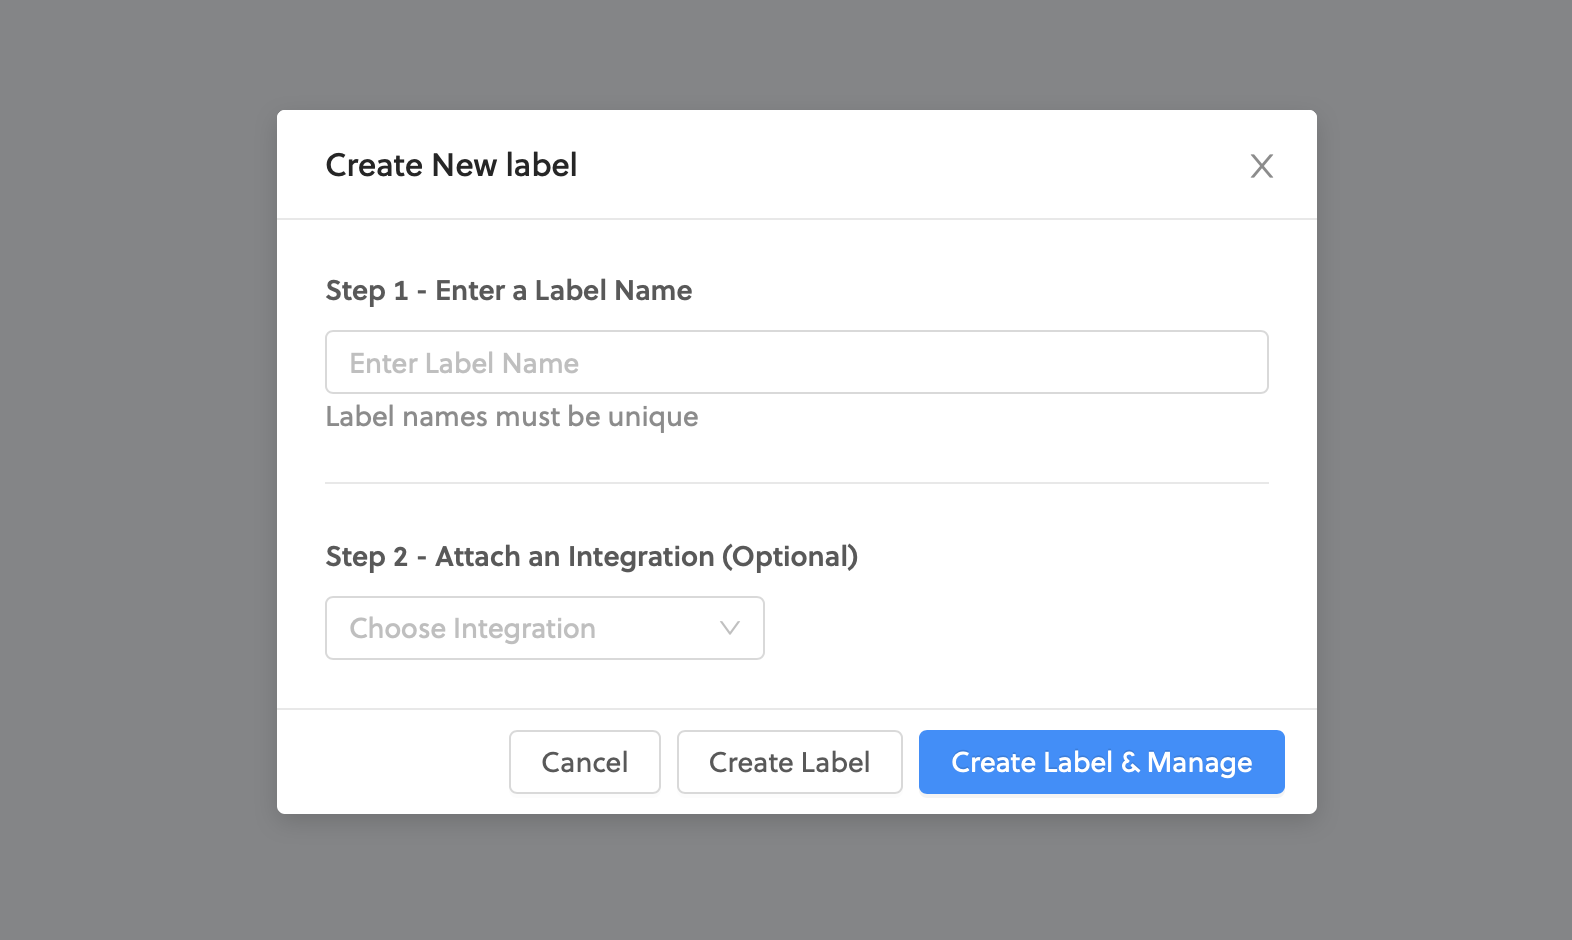 Create New label
Step 1 - Enter a Label Name
Enter Label Name
Label names must be unique
Step 2 - Attach an Integration (Optional)
Choose Integration
Cancel
Create Label
Create Label & Manage